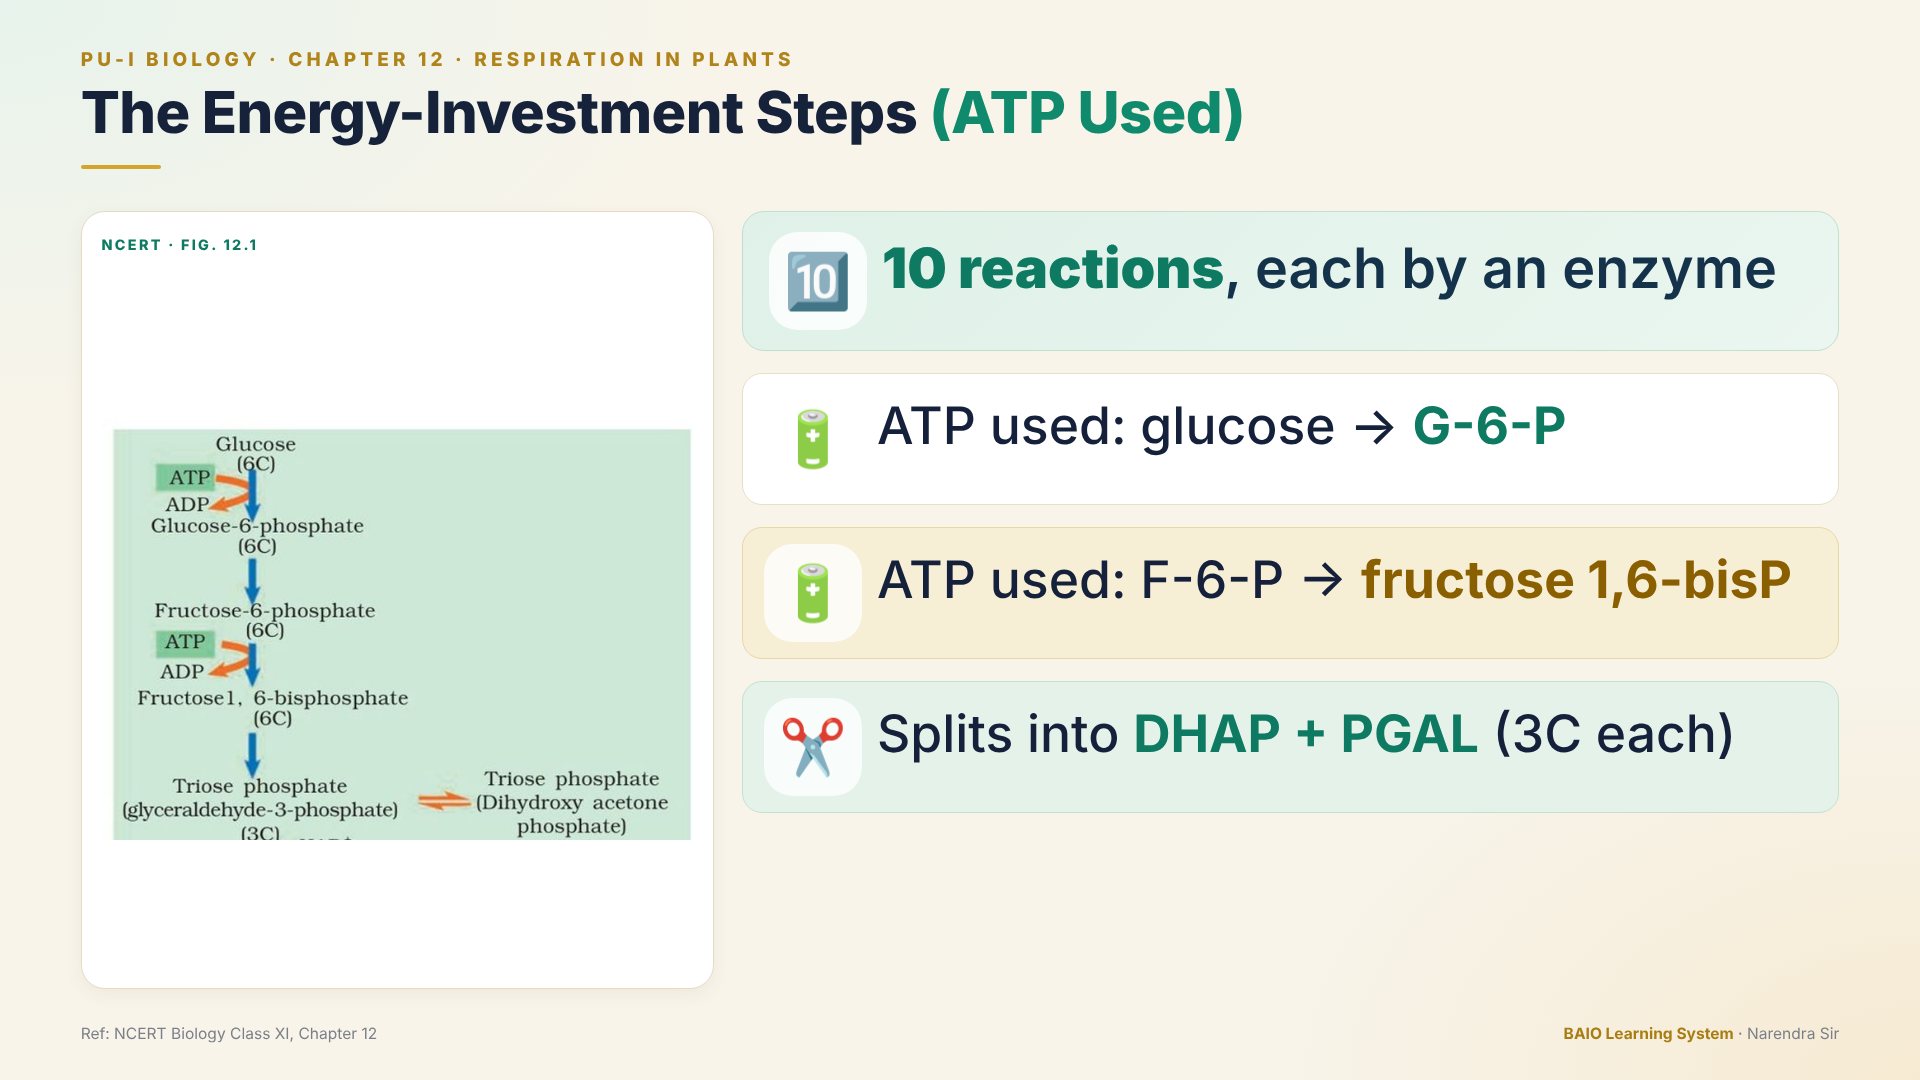 PU-I BIOLOGY · CHAPTER 12 · RESPIRATION IN PLANTS
The Energy-Investment Steps (ATP Used)
NCERT · FIG. 12.1
Glucose
(6C)
ATP
ADP
Glucose-6-phosphate
(6C)
Fructose-6-phosphate
(6C)
ATP
ADP
Fructose1, 6-bisphosphate
(6C)
Triose phosphate
(glyceraldehyde-3-phosphate)
(3C)
Triose phosphate
(Dihydroxy acetone
phosphate)
10
10 reactions, each by an enzyme
ATP used: glucose → G-6-P
ATP used: F-6-P → fructose 1,6-bisP
Splits into DHAP + PGAL (3C each)
Ref: NCERT Biology Class XI, Chapter 12
BAIO Learning System · Narendra Sir